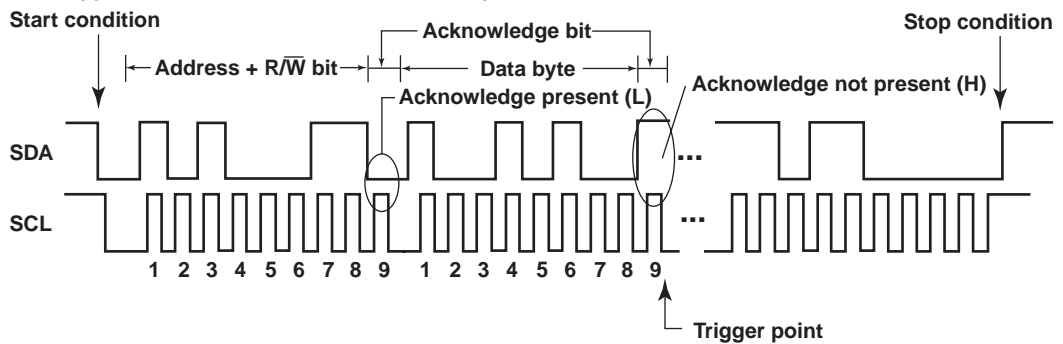 Start condition
Acknowledge bit
Stop condition
Address + R/W̅ bit
Data byte
Acknowledge present (L)
Acknowledge not present (H)
SDA
...
SCL
...
1 2 3 4 5 6 7 8 9 1 2 3 4 5 6 7 8 9
Trigger point